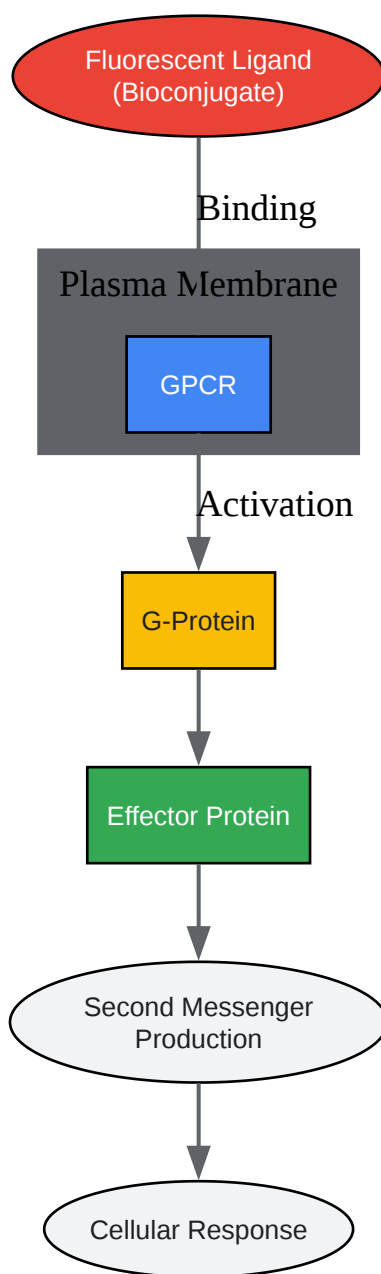 Fluorescent Ligand
(Bioconjugate)
Binding
Plasma Membrane
GPCR
Activation
G-Protein
Effector Protein
Second Messenger
Production
Cellular Response